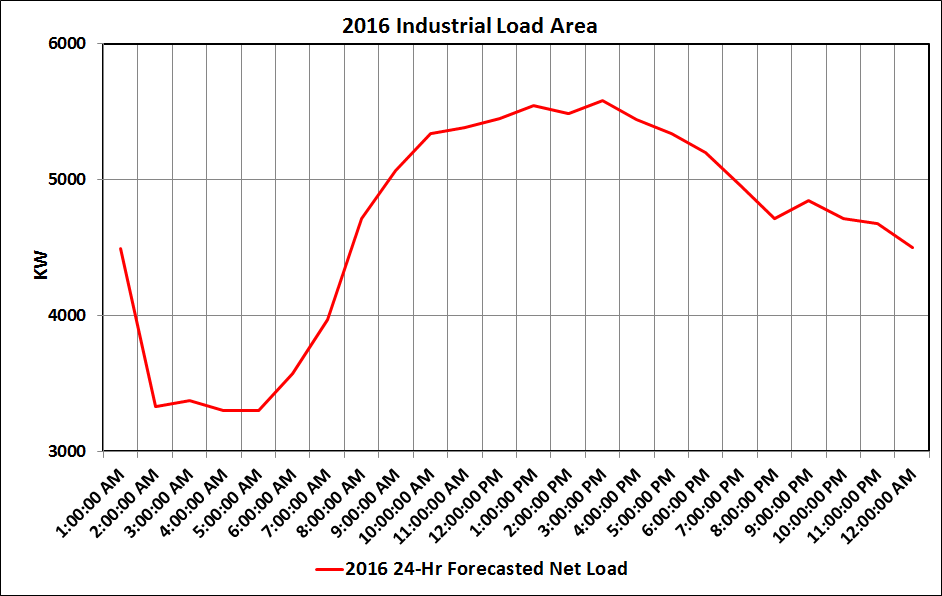 2016 Industrial Load Area
6000
5000
4000
3000
KW
1:00:00 AM
2:00:00 AM
3:00:00 AM
4:00:00 AM
5:00:00 AM
6:00:00 AM
7:00:00 AM
8:00:00 AM
9:00:00 AM
10:00:00 AM
11:00:00 AM
12:00:00 PM
1:00:00 PM
2:00:00 PM
3:00:00 PM
4:00:00 PM
5:00:00 PM
6:00:00 PM
7:00:00 PM
8:00:00 PM
9:00:00 PM
10:00:00 PM
11:00:00 PM
12:00:00 AM
2016 24-Hr Forecasted Net Load